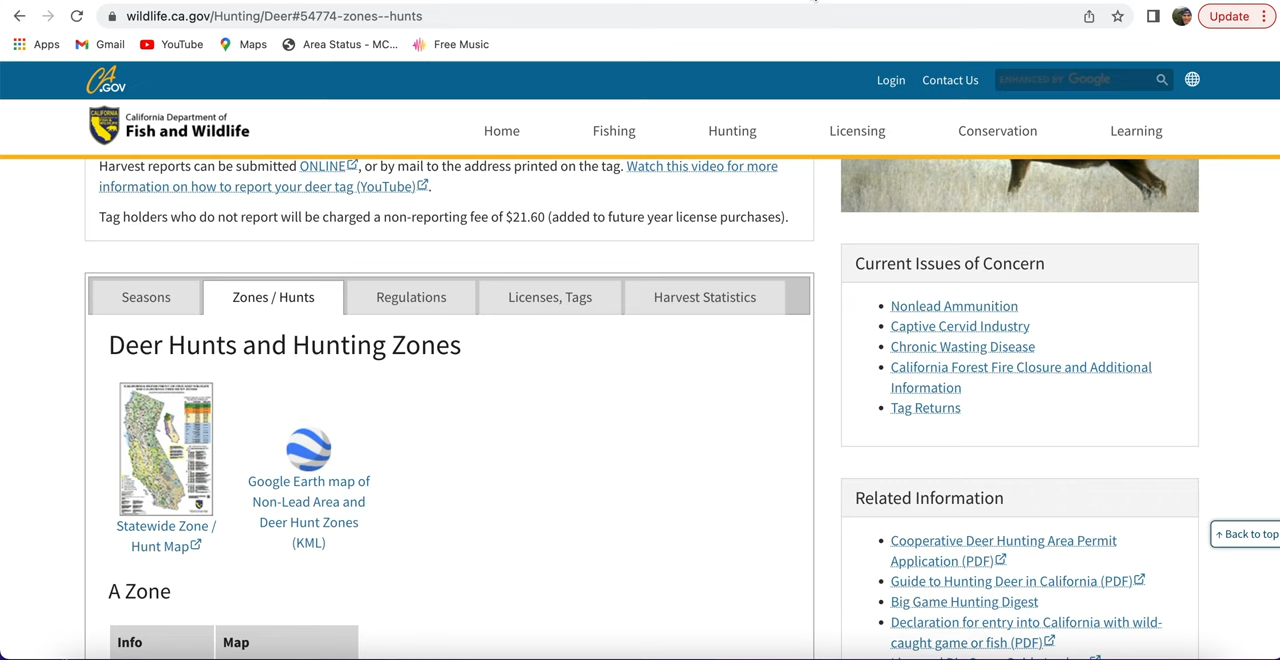 wildlife.ca.gov/Hunting/Deer#54774-zones--hunts
Update
Apps
Gmail
YouTube
Maps
Area Status - MC...
Free Music
CA.GOV
Login
Contact Us
ENHANCED BY Google
CALIFORNIA
California Department of
Fish and Wildlife
Home
Fishing
Hunting
Licensing
Conservation
Learning
Harvest reports can be submitted ONLINE, or by mail to the address printed on the tag. Watch this video for more
information on how to report your deer tag (YouTube).
Tag holders who do not report will be charged a non-reporting fee of $21.60 (added to future year license purchases).
Seasons
Zones / Hunts
Regulations
Licenses, Tags
Harvest Statistics
Deer Hunts and Hunting Zones
Statewide Zone /
Hunt Map
Google Earth map of
Non-Lead Area and
Deer Hunt Zones
(KML)
A Zone
Info
Map
Current Issues of Concern
Nonlead Ammunition
Captive Cervid Industry
Chronic Wasting Disease
California Forest Fire Closure and Additional
Information
Tag Returns
Related Information
Cooperative Deer Hunting Area Permit
Application (PDF)
Guide to Hunting Deer in California (PDF)
Big Game Hunting Digest
Declaration for entry into California with wild-
caught game or fish (PDF)
↑ Back to top